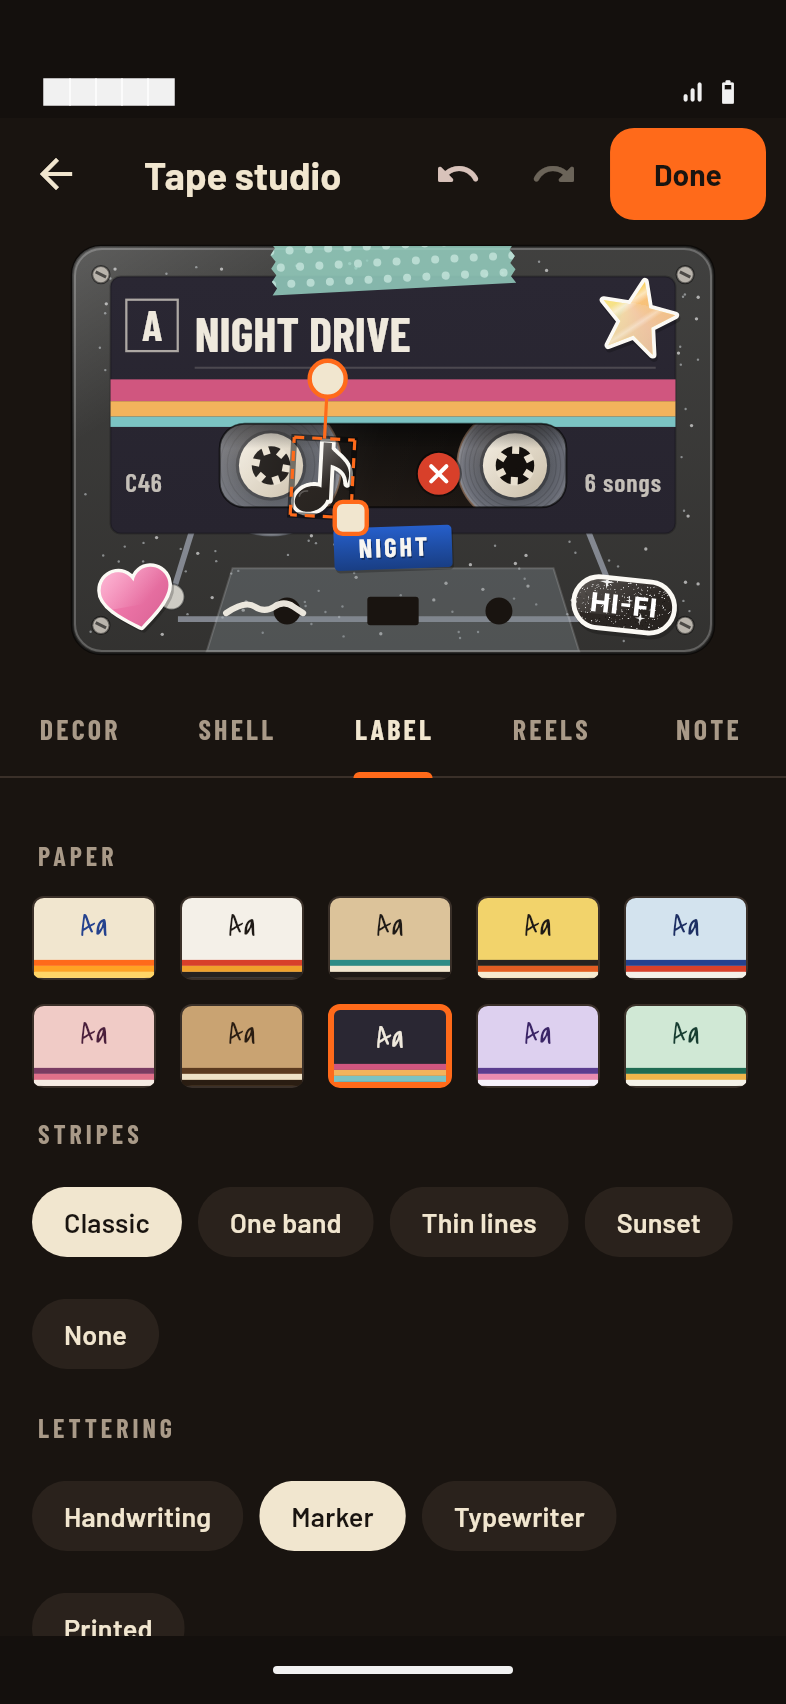 Tape studio
Done
A NIGHT DRIVE
C46
6 songs
NIGHT
HI-FI
DECOR SHELL LABEL REELS NOTE
PAPER
Aa Aa Aa Aa Aa
Aa Aa Aa Aa Aa
STRIPES
Classic One band Thin lines Sunset
None
LETTERING
Handwriting Marker Typewriter
Printed